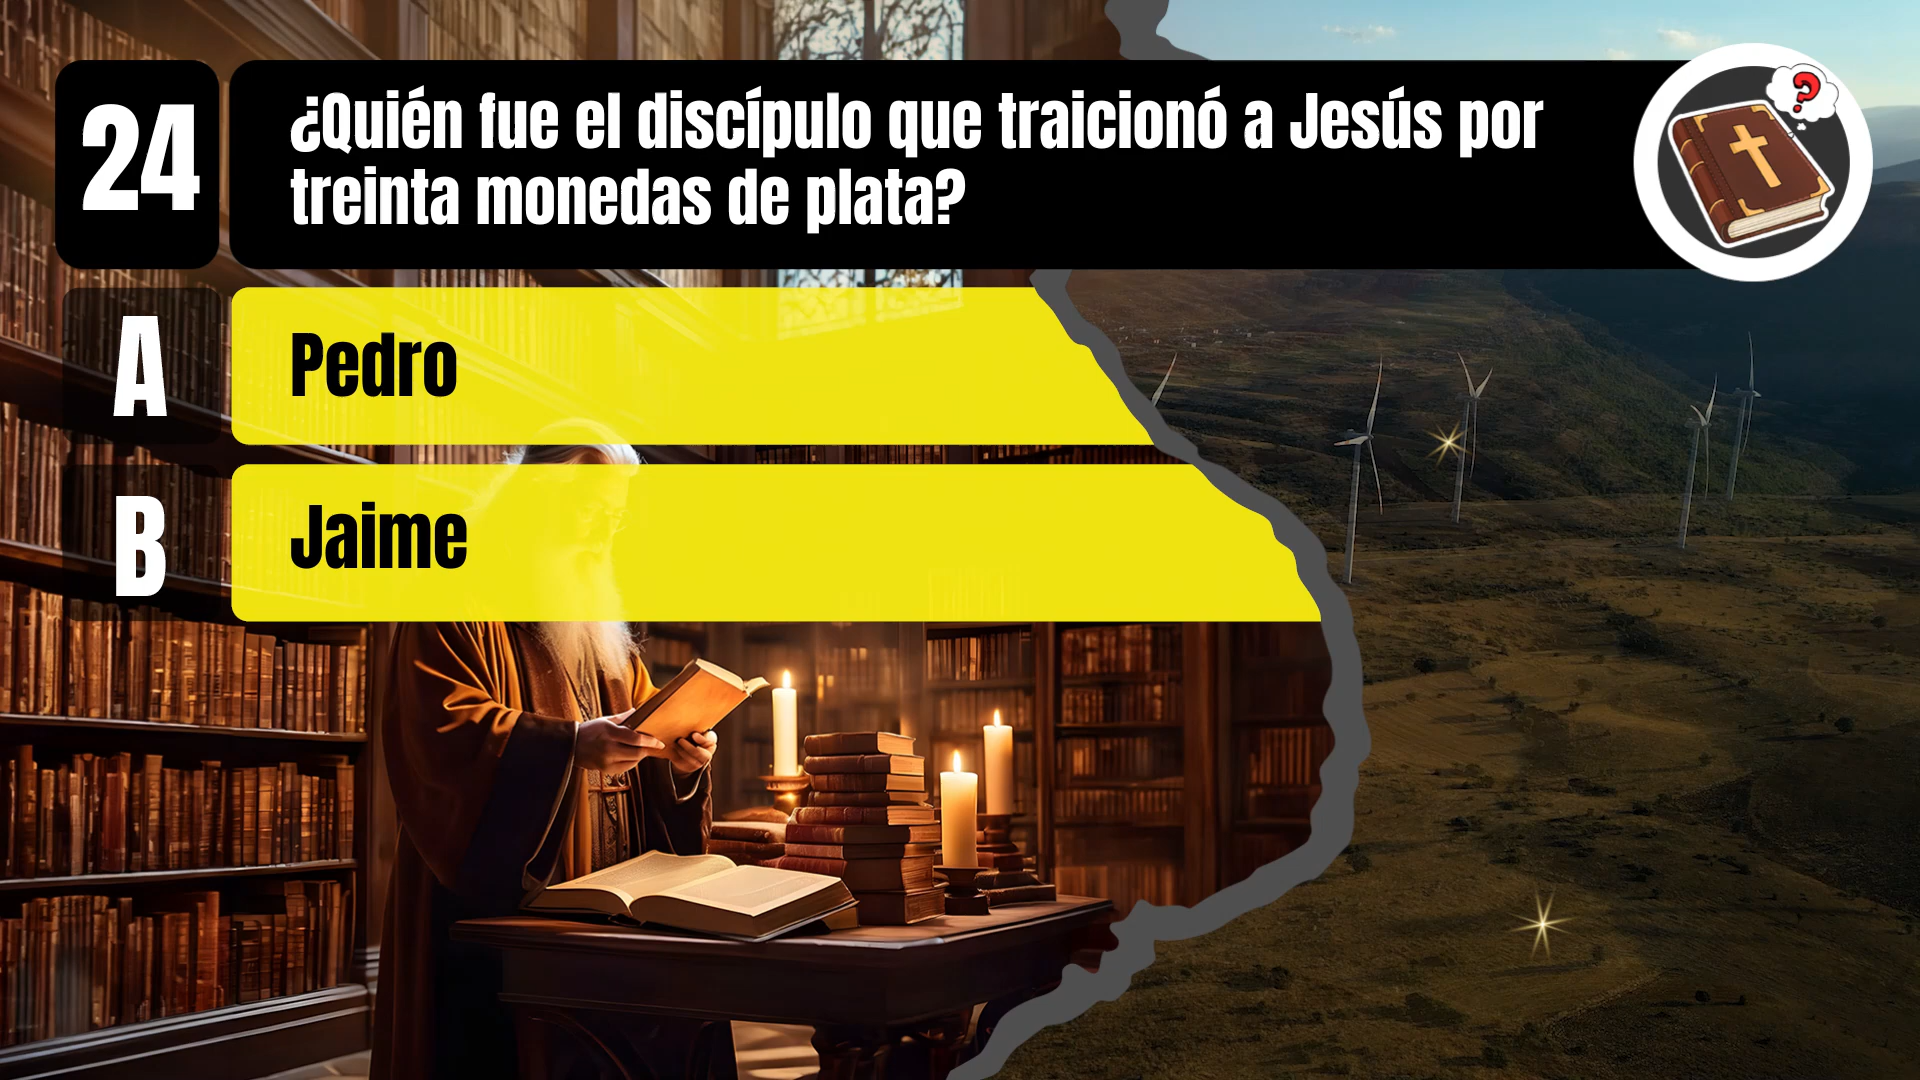 24
¿Quién fue el discípulo que traicionó a Jesús por
treinta monedas de plata?
A
Pedro
B
Jaime
?